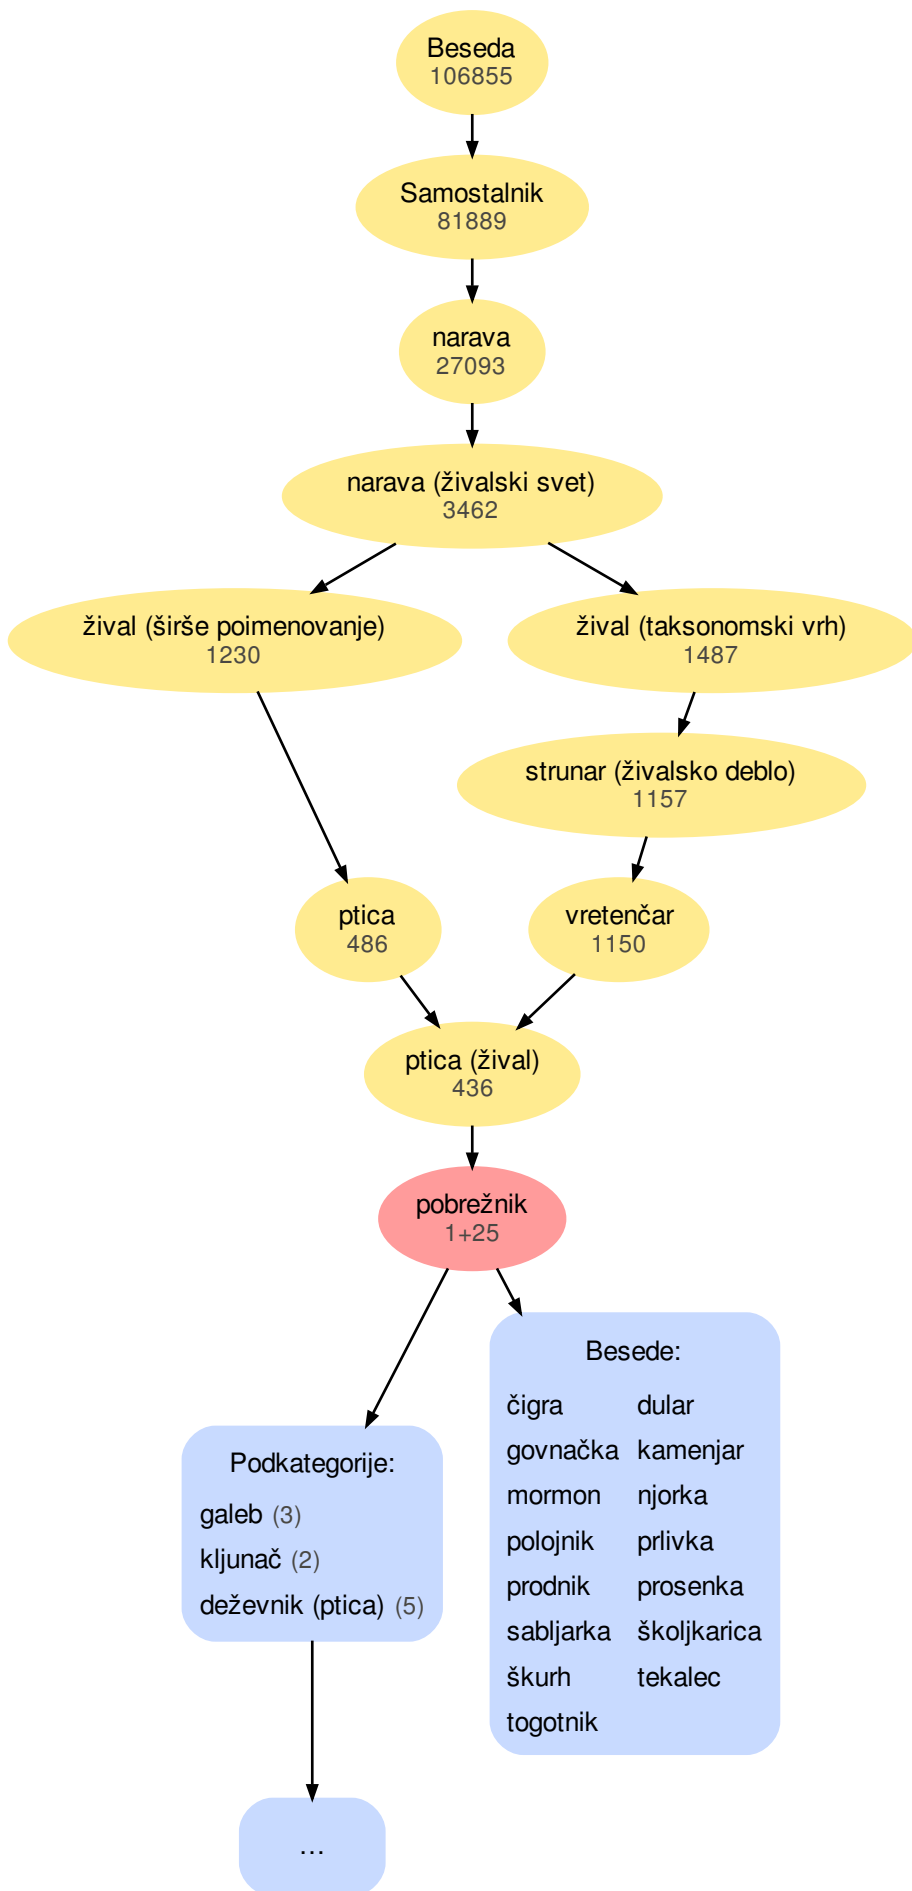 Beseda
106855
Samostalnik
81889
narava
27093
narava (živalski svet)
3462
žival (širše poimenovanje)
1230
žival (taksonomski vrh)
1487
strunar (živalsko deblo)
1157
ptica
486
vretenčar
1150
ptica (žival)
436
pobrežnik
1+25
Podkategorije:
galeb (3)
kljunač (2)
deževnik (ptica) (5)
Besede:
čigra dular
govnačka kamenjar
mormon njorka
polojnik prlivka
prodnik prosenka
sabljarka školjkarica
škurh tekalec
togotnik
...